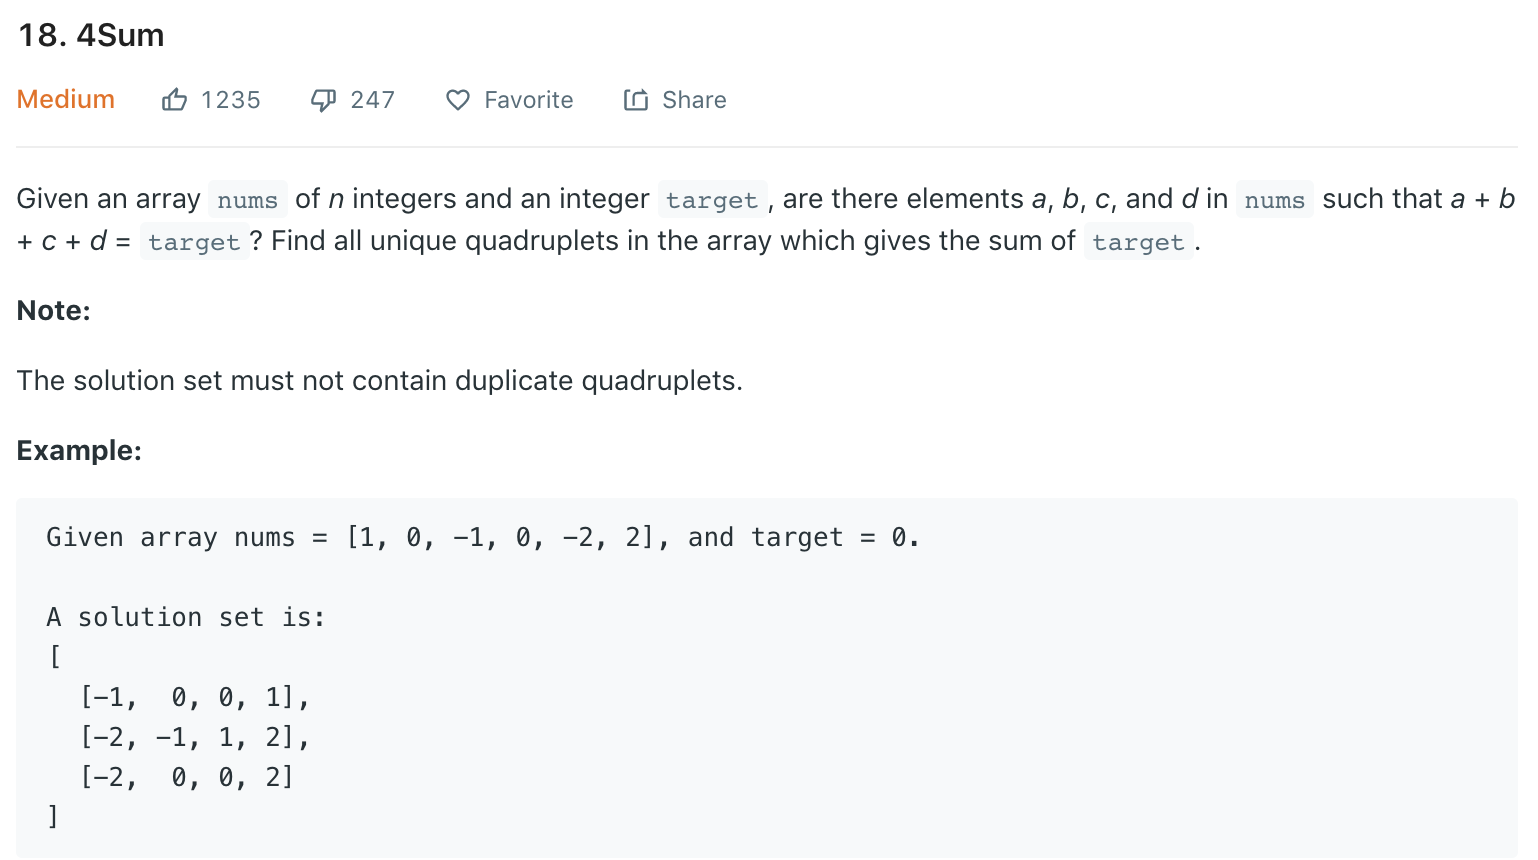 18. 4Sum
Medium 1235 247 Favorite Share
Given an array nums of n integers and an integer target , are there elements a, b, c, and d in nums such that a + b
+ c + d = target ? Find all unique quadruplets in the array which gives the sum of target .
Note:
The solution set must not contain duplicate quadruplets.
Example:
Given array nums = [1, 0, −1, 0, −2, 2], and target = 0.
A solution set is:
[
[−1, 0, 0, 1],
[−2, −1, 1, 2],
[−2, 0, 0, 2]
]